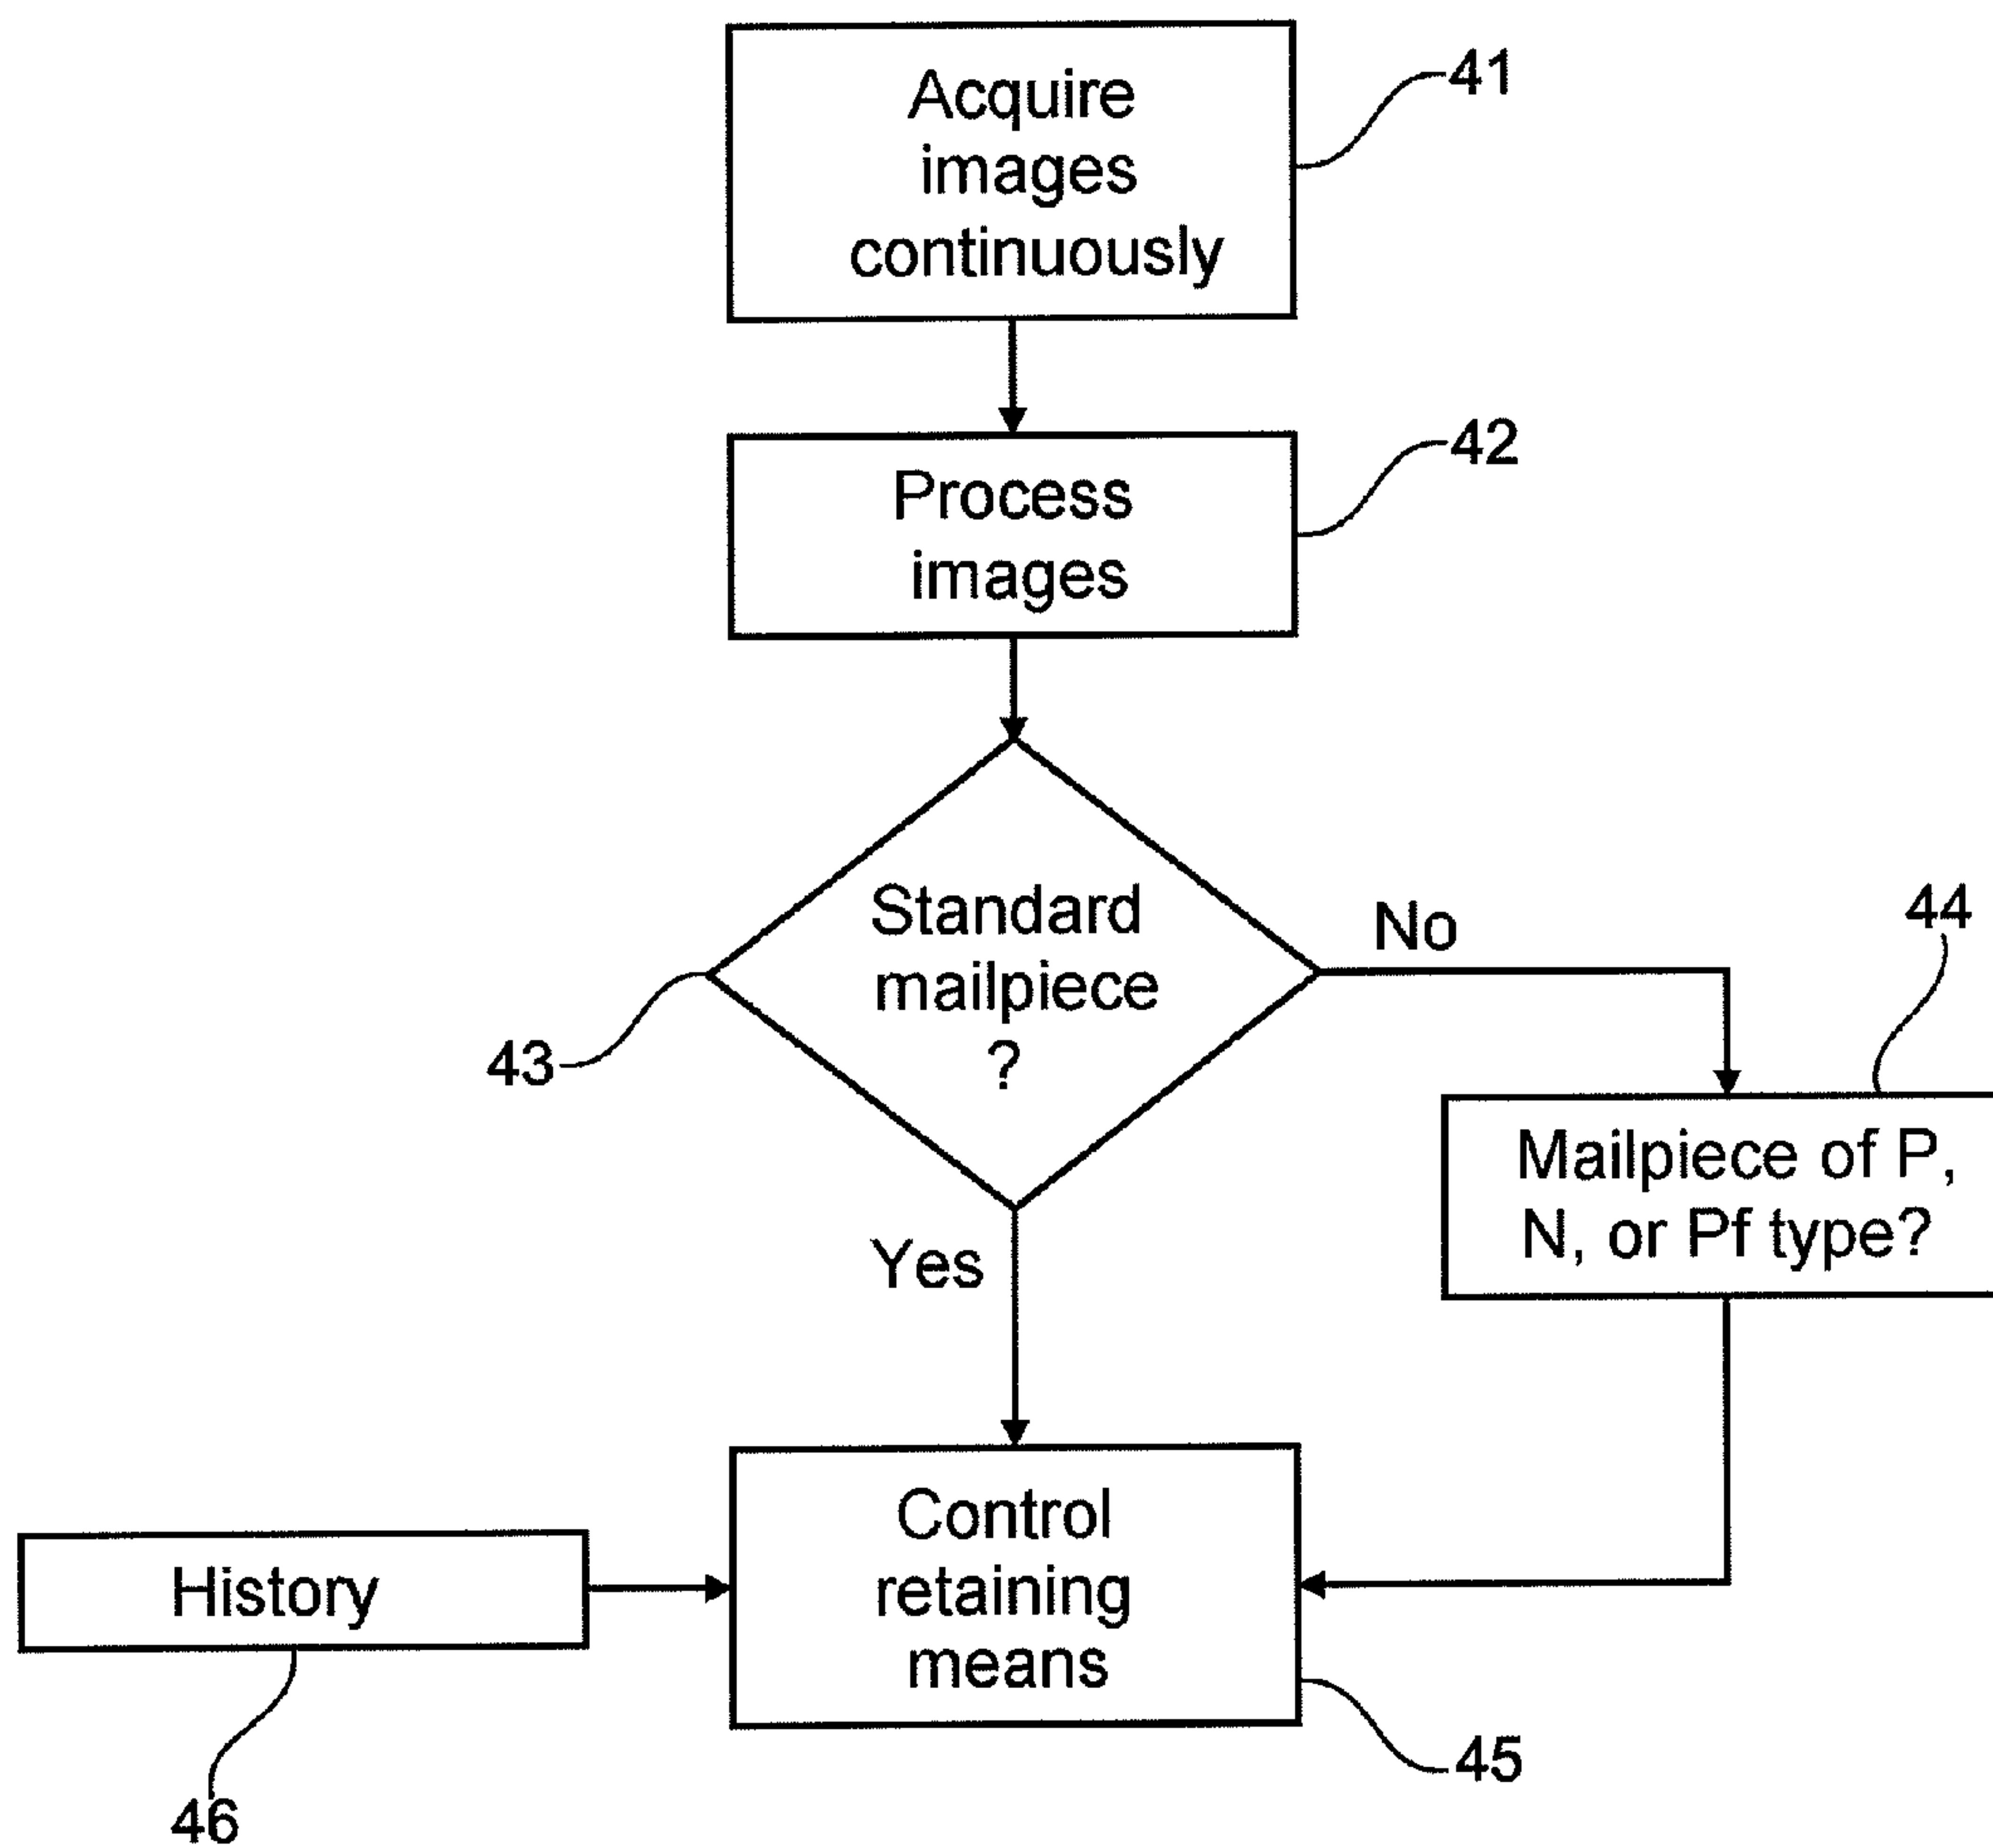 Acquire
images
continuously
41
Process
images
42
Standard
mailpiece
?
43
No
44
Mailpiece of P,
N, or Pf type?
Yes
Control
retaining
means
45
History
46